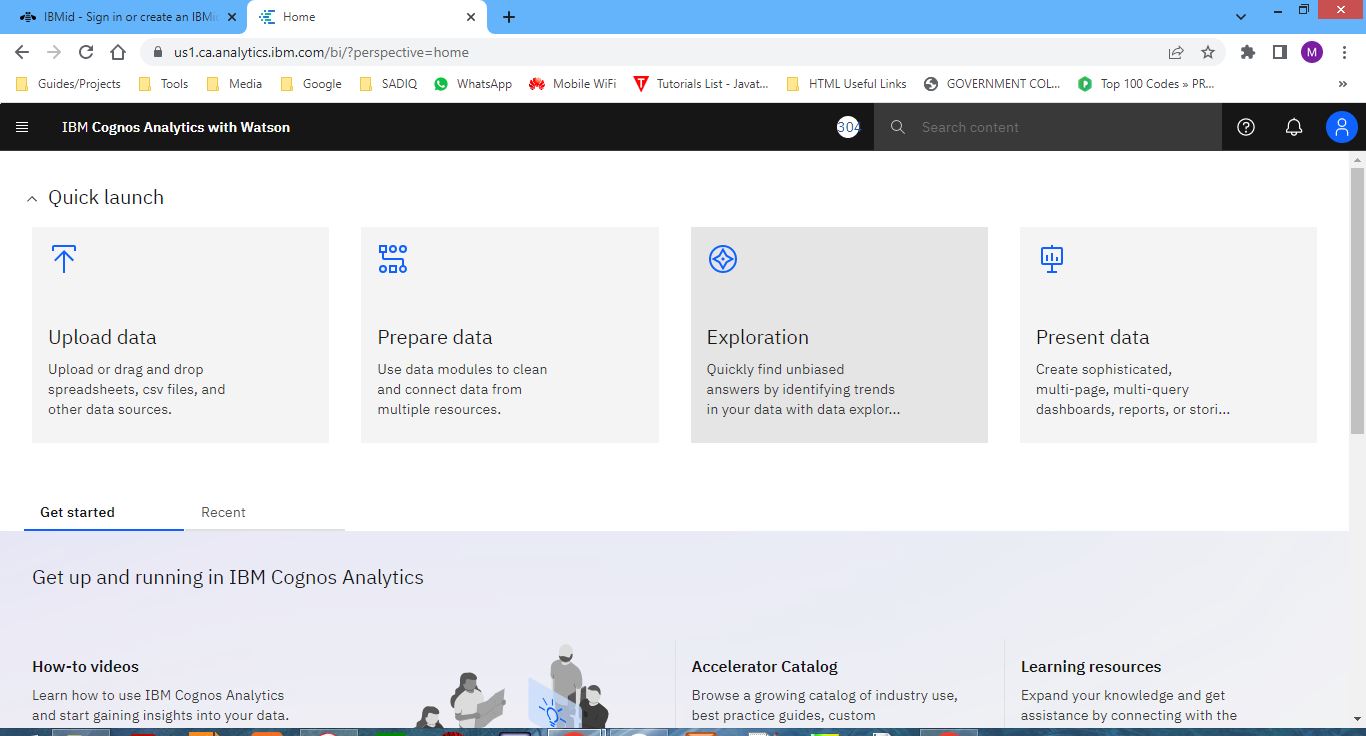 IBMid - Sign in or create an IBMid
Home
us1.ca.analytics.ibm.com/bi/?perspective=home
M
Guides/Projects
Tools
Media
Google
SADIQ
WhatsApp
Mobile WiFi
Tutorials List - Javat...
HTML Useful Links
GOVERNMENT COL...
Top 100 Codes » PR...
»
IBM Cognos Analytics with Watson
304
Search content
Quick launch
Upload data
Upload or drag and drop
spreadsheets, csv files, and
other data sources.
Prepare data
Use data modules to clean
and connect data from
multiple resources.
Exploration
Quickly find unbiased
answers by identifying trends
in your data with data explor...
Present data
Create sophisticated,
multi-page, multi-query
dashboards, reports, or stori...
Get started
Recent
Get up and running in IBM Cognos Analytics
How-to videos
Learn how to use IBM Cognos Analytics
and start gaining insights into your data.
Accelerator Catalog
Browse a growing catalog of industry use,
best practice guides, custom
Learning resources
Expand your knowledge and get
assistance by connecting with the